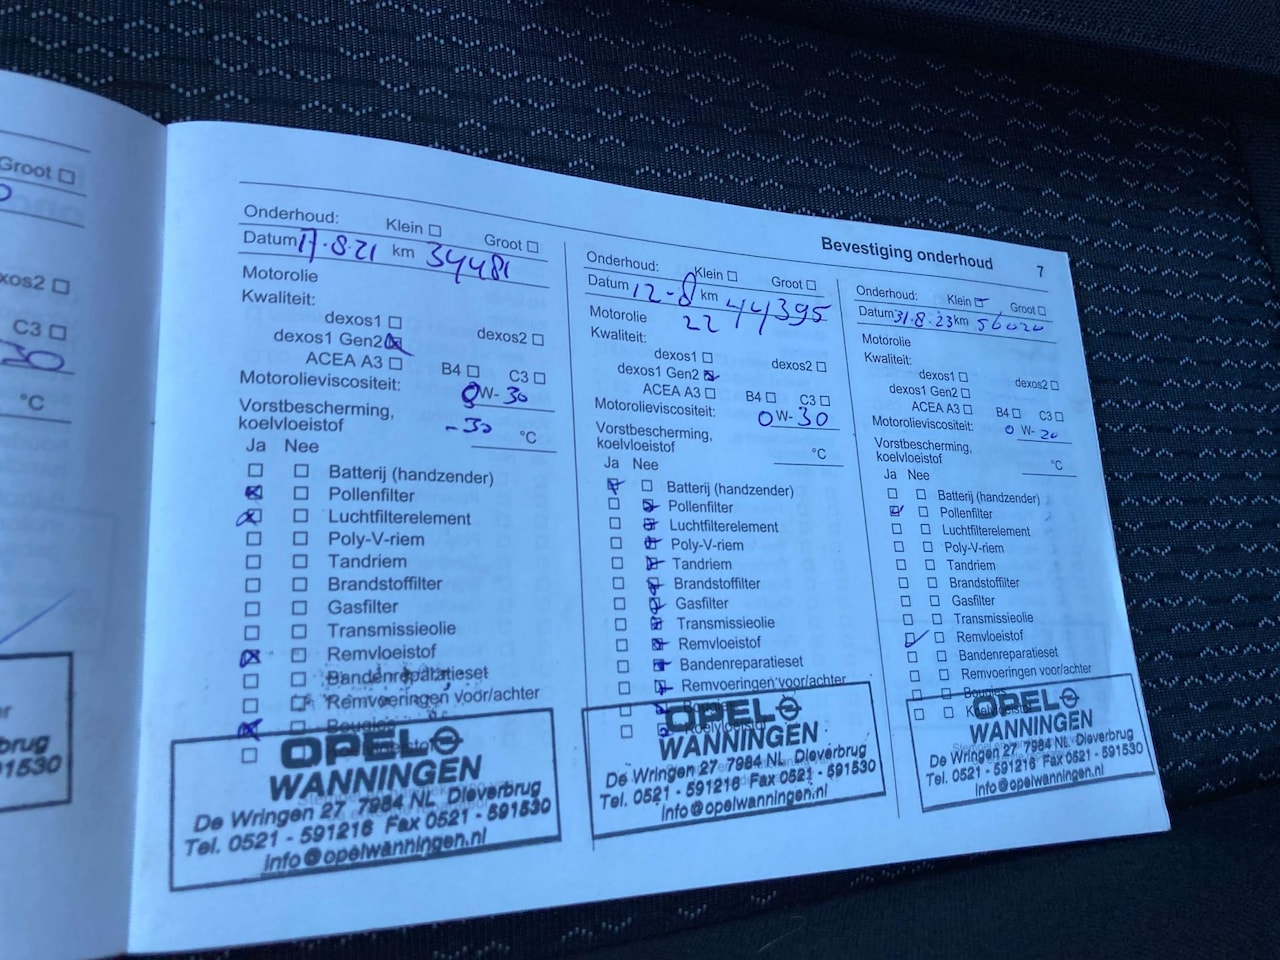 Groot
dexos2
C3
30
°C
brug
91530
Bevestiging onderhoud 7
Onderhoud: Klein Groot
Datum 17.8.21 km 34481
Motorolie
Kwaliteit:
dexos1 dexos2
dexos1 Gen2
ACEA A3 B4 C3
Motorolieviscositeit: 0W-30
Vorstbescherming,
koelvloeistof -30 °C
Ja Nee
Batterij (handzender)
Pollenfilter
Luchtfilterelement
Poly-V-riem
Tandriem
Brandstoffilter
Gasfilter
Transmissieolie
Remvloeistof
Bandenreparatieset
Remvoeringen voor/achter
Bougies
OPEL
WANNINGEN
De Wringen 27 7984 NL Dieverbrug
Tel. 0521 - 591216 Fax 0521 - 591530
info@opelwanningen.nl
Onderhoud: Klein Groot
Datum 12-8 km 44395
22
Motorolie
Kwaliteit:
dexos1 dexos2
dexos1 Gen2
ACEA A3 B4 C3
Motorolieviscositeit: 0W-30
Vorstbescherming,
koelvloeistof °C
Ja Nee
Batterij (handzender)
Pollenfilter
Luchtfilterelement
Poly-V-riem
Tandriem
Brandstoffilter
Gasfilter
Transmissieolie
Remvloeistof
Bandenreparatieset
Remvoeringen voor/achter
Bougies
Koelvloeistof
OPEL
WANNINGEN
De Wringen 27 7984 NL Dieverbrug
Tel. 0521 - 591216 Fax 0521 - 591530
info@opelwanningen.nl
Onderhoud: Klein Groot
Datum 31.8.23 km 56020
Motorolie
Kwaliteit:
dexos1 dexos2
dexos1 Gen2
ACEA A3 B4 C3
Motorolieviscositeit: 0W-20
Vorstbescherming,
koelvloeistof °C
Ja Nee
Batterij (handzender)
Pollenfilter
Luchtfilterelement
Poly-V-riem
Tandriem
Brandstoffilter
Gasfilter
Transmissieolie
Remvloeistof
Bandenreparatieset
Remvoeringen voor/achter
Bougies
Koelvloeistof
OPEL
WANNINGEN
De Wringen 27 7984 NL Dieverbrug
Tel. 0521 - 591216 Fax 0521 - 591530
info@opelwanningen.nl